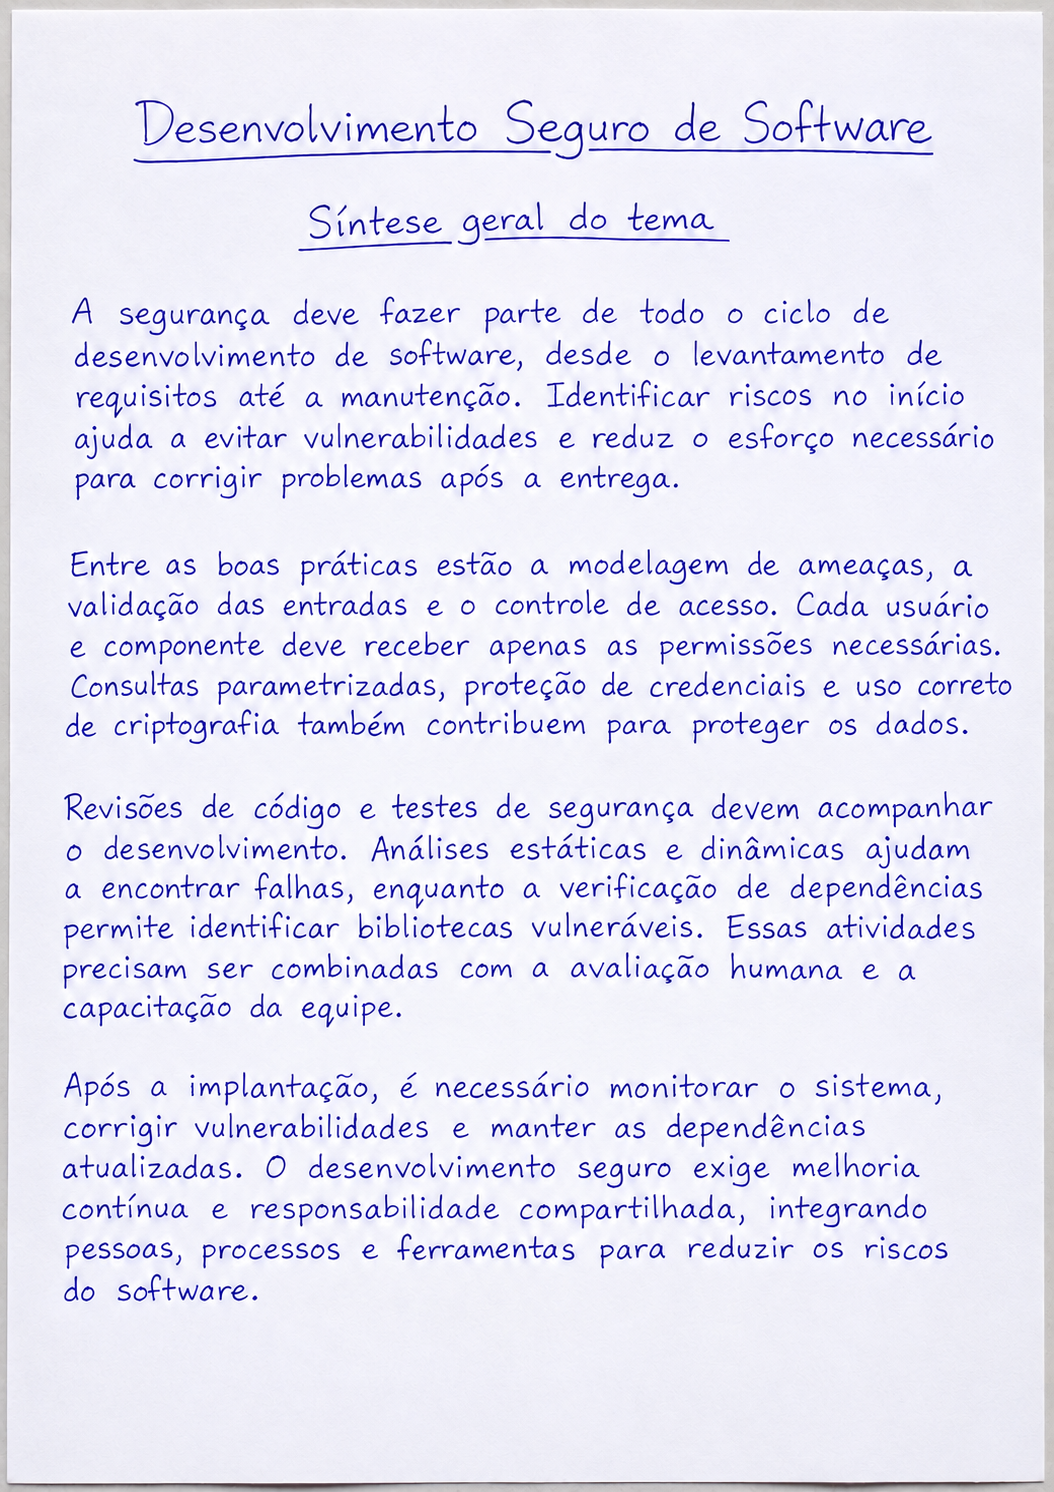 Desenvolvimento Seguro de Software
Síntese geral do tema
A segurança deve fazer parte de todo o ciclo de
desenvolvimento de software, desde o levantamento de
requisitos até a manutenção. Identificar riscos no início
ajuda a evitar vulnerabilidades e reduz o esforço necessário
para corrigir problemas após a entrega.
Entre as boas práticas estão a modelagem de ameaças, a
validação das entradas e o controle de acesso. Cada usuário
e componente deve receber apenas as permissões necessárias.
Consultas parametrizadas, proteção de credenciais e uso correto
de criptografia também contribuem para proteger os dados.
Revisões de código e testes de segurança devem acompanhar
o desenvolvimento. Análises estáticas e dinâmicas ajudam
a encontrar falhas, enquanto a verificação de dependências
permite identificar bibliotecas vulneráveis. Essas atividades
precisam ser combinadas com a avaliação humana e a
capacitação da equipe.
Após a implantação, é necessário monitorar o sistema,
corrigir vulnerabilidades e manter as dependências
atualizadas. O desenvolvimento seguro exige melhoria
contínua e responsabilidade compartilhada, integrando
pessoas, processos e ferramentas para reduzir os riscos
do software.